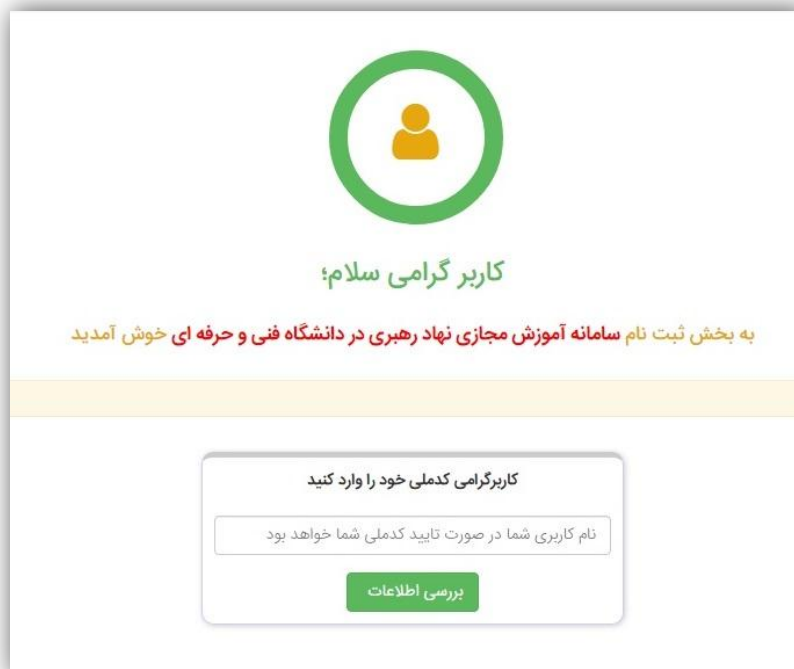 کاربر گرامی سلام؛
به بخش ثبت نام سامانه آموزش مجازی نهاد رهبری در دانشگاه فنی و حرفه ای خوش آمدید
کاربرگرامی کدملی خود را وارد کنید
نام کاربری شما در صورت تایید کدملی شما خواهد بود
بررسی اطلاعات